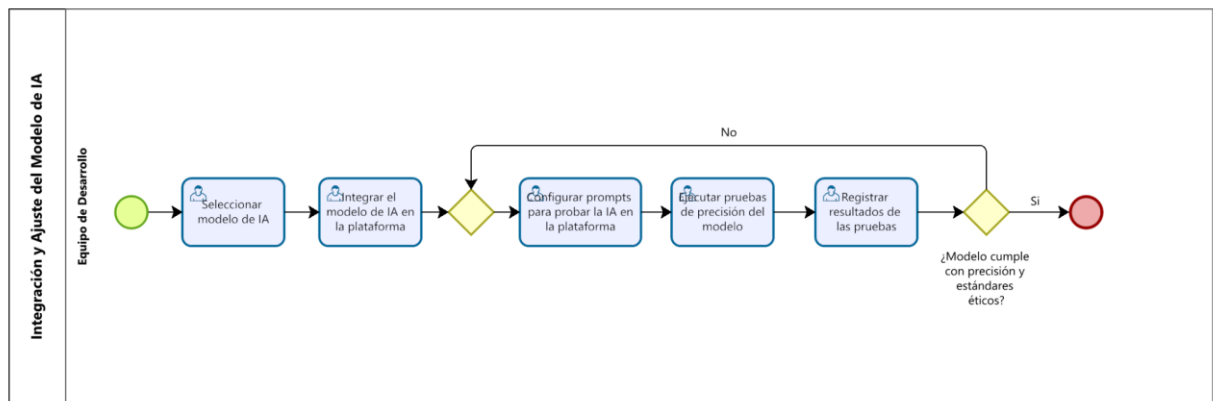 Integración y Ajuste del Modelo de IA
Equipo de Desarrollo
Seleccionar
modelo de IA
Integrar el
modelo de IA en
la plataforma
Configurar prompts
para probar la IA en
la plataforma
Ejecutar pruebas
de precisión del
modelo
Registrar
resultados de
las pruebas
No
Si
¿Modelo cumple
con precisión y
estándares
éticos?